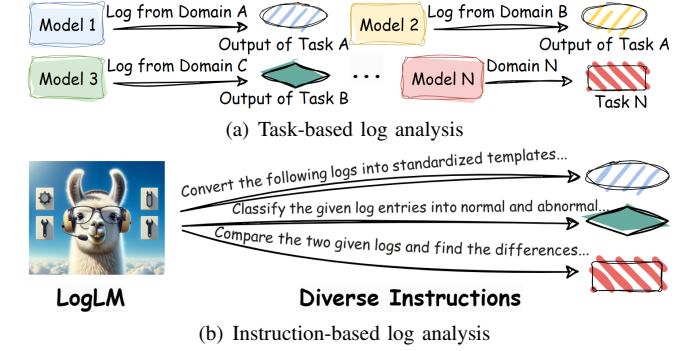 Model 1
Log from Domain A
Output of Task A
Model 2
Log from Domain B
Output of Task A
Model 3
Log from Domain C
Output of Task B
...
Model N
Domain N
Task N
(a) Task-based log analysis
Convert the following logs into standardized templates...
Classify the given log entries into normal and abnormal...
Compare the two given logs and find the differences...
LogLM
Diverse Instructions
(b) Instruction-based log analysis